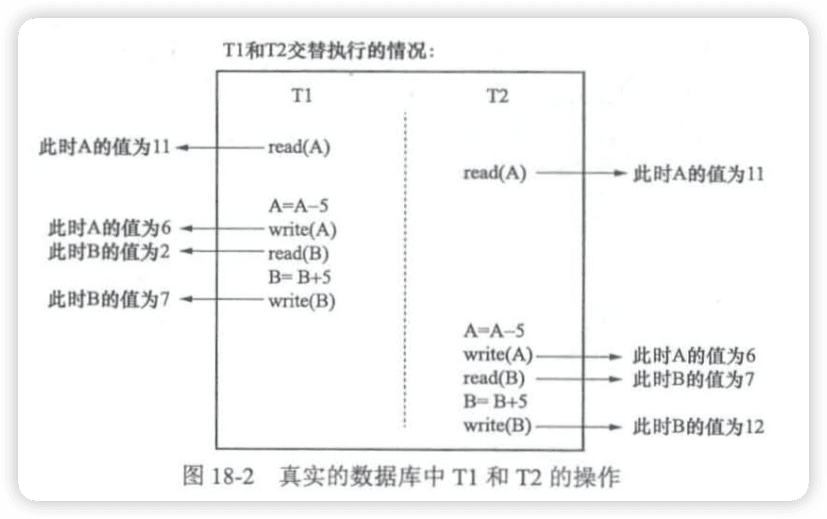 T1和T2交替执行的情况：
T1 T2
此时A的值为11 read(A)
read(A) 此时A的值为11
A=A−5
此时A的值为6 write(A)
此时B的值为2 read(B)
B= B+5
此时B的值为7 write(B)
A=A−5
write(A) 此时A的值为6
read(B) 此时B的值为7
B= B+5
write(B) 此时B的值为12
图 18-2 真实的数据库中 T1 和 T2 的操作